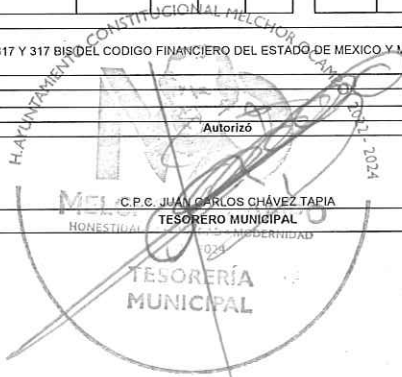 317 Y 317 BIS DEL CODIGO FINANCIERO DEL ESTADO DE MEXICO Y M
H. AYUNTAMIENTO CONSTITUCIONAL MELCHOR OCAMPO 2022 - 2024
Autorizó
C.P.C. JUAN CARLOS CHÁVEZ TAPIA
TESORERO MUNICIPAL
HONESTIDAD MODERNIDAD
TESORERÍA
MUNICIPAL